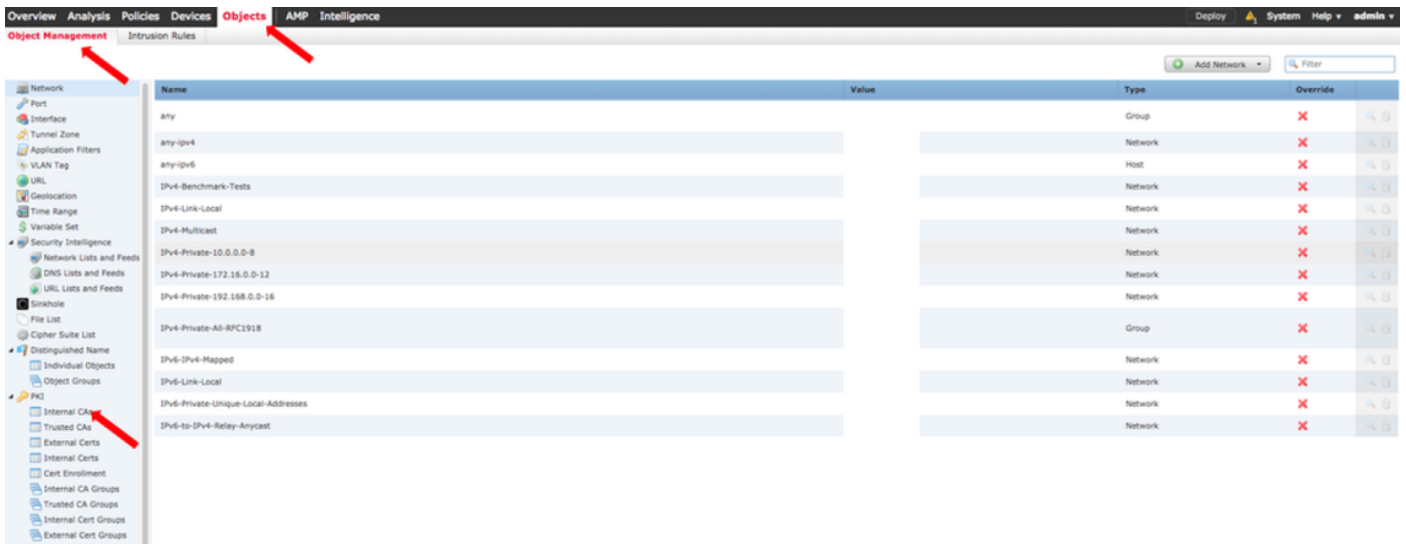 Overview Analysis Policies Devices Objects AMP Intelligence Deploy System Help admin
Object Management Intrusion Rules
Add Network Filter
Network
Port
Interface
Tunnel Zone
Application Filters
VLAN Tag
URL
Geolocation
Time Range
Variable Set
Security Intelligence
Network Lists and Feeds
DNS Lists and Feeds
URL Lists and Feeds
Sinkhole
File List
Cipher Suite List
Distinguished Name
Individual Objects
Object Groups
PKI
Internal CAs
Trusted CAs
External Certs
Internal Certs
Cert Enrollment
Internal CA Groups
Trusted CA Groups
Internal Cert Groups
External Cert Groups
Name Value Type Override
any Group
any-ipv4 Network
any-ipv6 Host
IPv4-Benchmark-Tests Network
IPv4-Link-Local Network
IPv4-Multicast Network
IPv4-Private-10.0.0.0-8 Network
IPv4-Private-172.16.0.0-12 Network
IPv4-Private-192.168.0.0-16 Network
IPv4-Private-All-RFC1918 Group
IPv6-IPv4-Mapped Network
IPv6-Link-Local Network
IPv6-Private-Unique-Local-Addresses Network
IPv6-to-IPv4-Relay-Anycast Network